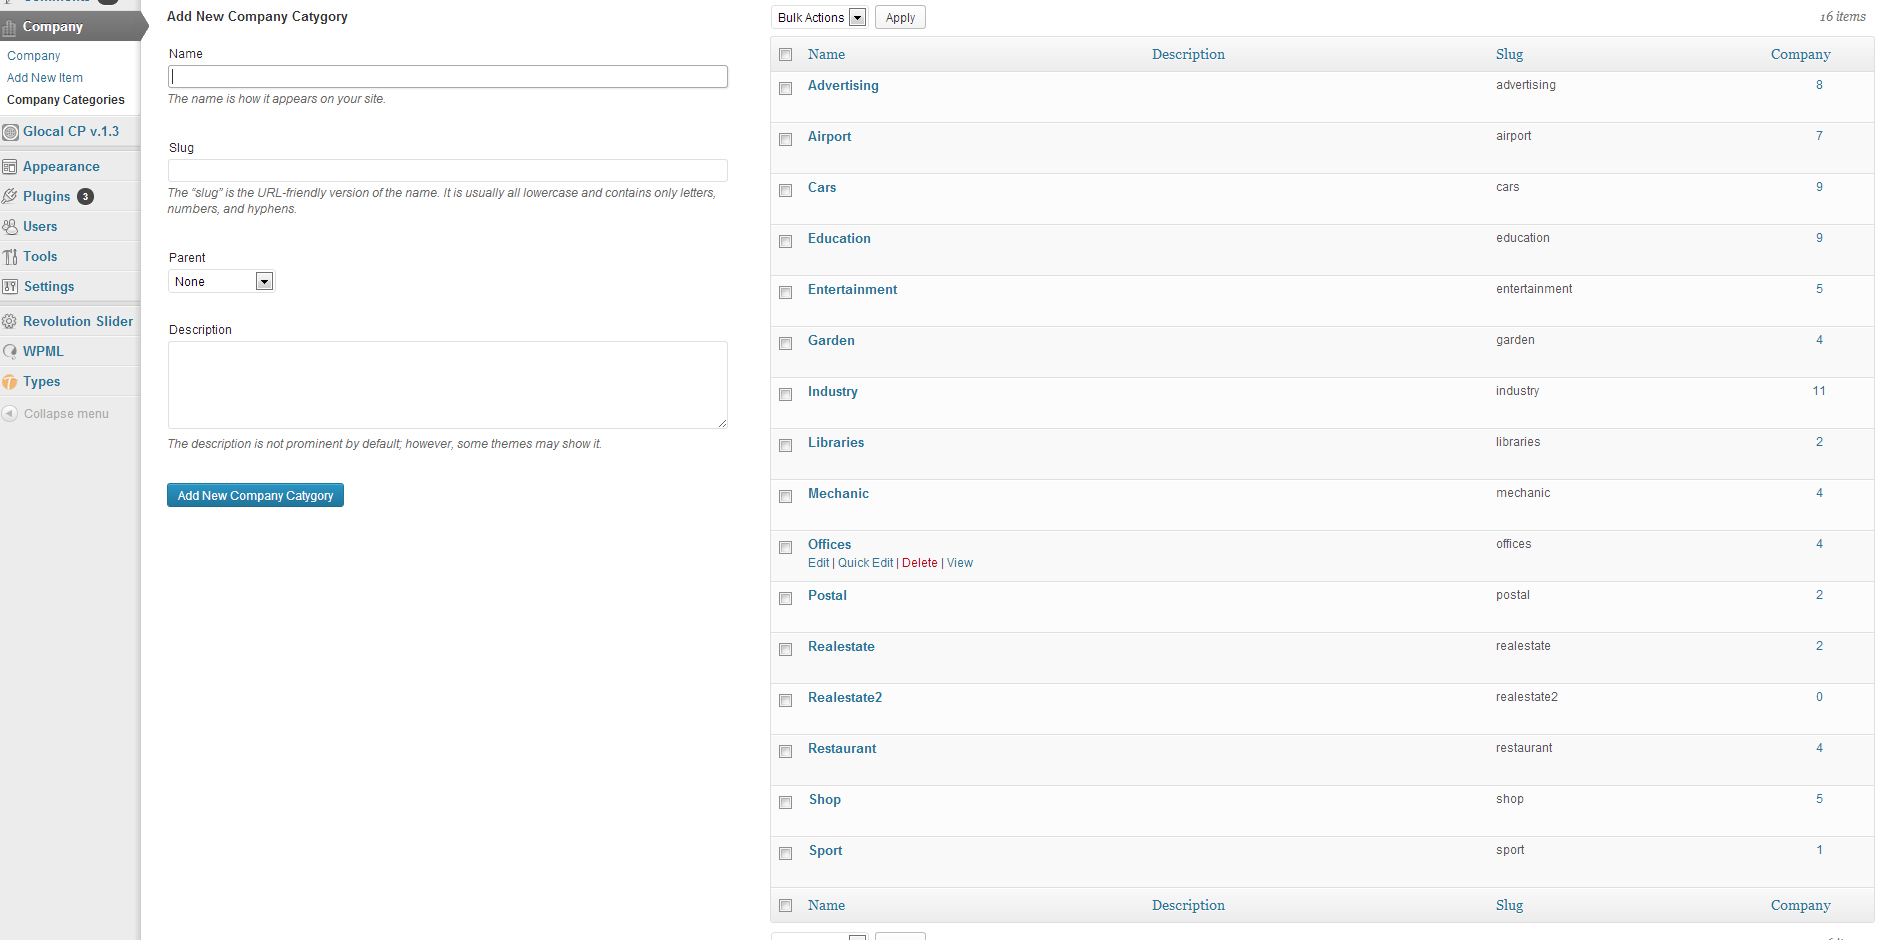 Company
Company
Add New Item
Company Categories
Glocal CP v.1.3
Appearance
Plugins 3
Users
Tools
Settings
Revolution Slider
WPML
Types
Collapse menu
Add New Company Catygory
Name
The name is how it appears on your site.
Slug
The “slug” is the URL-friendly version of the name. It is usually all lowercase and contains only letters,
numbers, and hyphens.
Parent
None
Description
The description is not prominent by default; however, some themes may show it.
Add New Company Catygory
Bulk Actions Apply 16 items
Name Description Slug Company
Advertising advertising 8
Airport airport 7
Cars cars 9
Education education 9
Entertainment entertainment 5
Garden garden 4
Industry industry 11
Libraries libraries 2
Mechanic mechanic 4
Offices offices 4
Edit | Quick Edit | Delete | View
Postal postal 2
Realestate realestate 2
Realestate2 realestate2 0
Restaurant restaurant 4
Shop shop 5
Sport sport 1
Name Description Slug Company